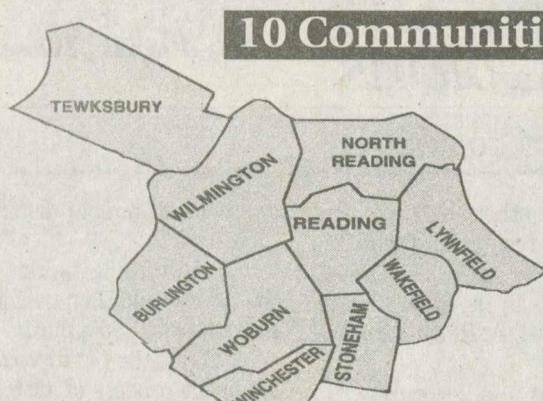 10 Communiti
TEWKSBURY
WILMINGTON
NORTH
READING
READING
LYNNFIELD
BURLINGTON
WAKEFIELD
WOBURN
STONEHAM
WINCHESTER